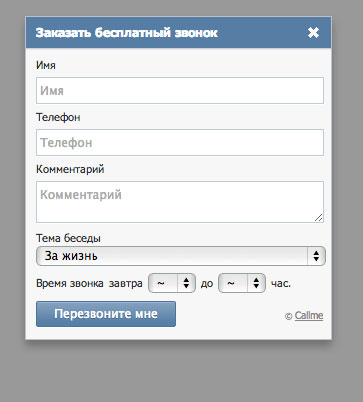 Заказать бесплатный звонок ✖
Имя
Имя
Телефон
Телефон
Комментарий
Комментарий
Тема беседы
За жизнь
Время звонка завтра ~ до ~ час.
Перезвоните мне
© Callme